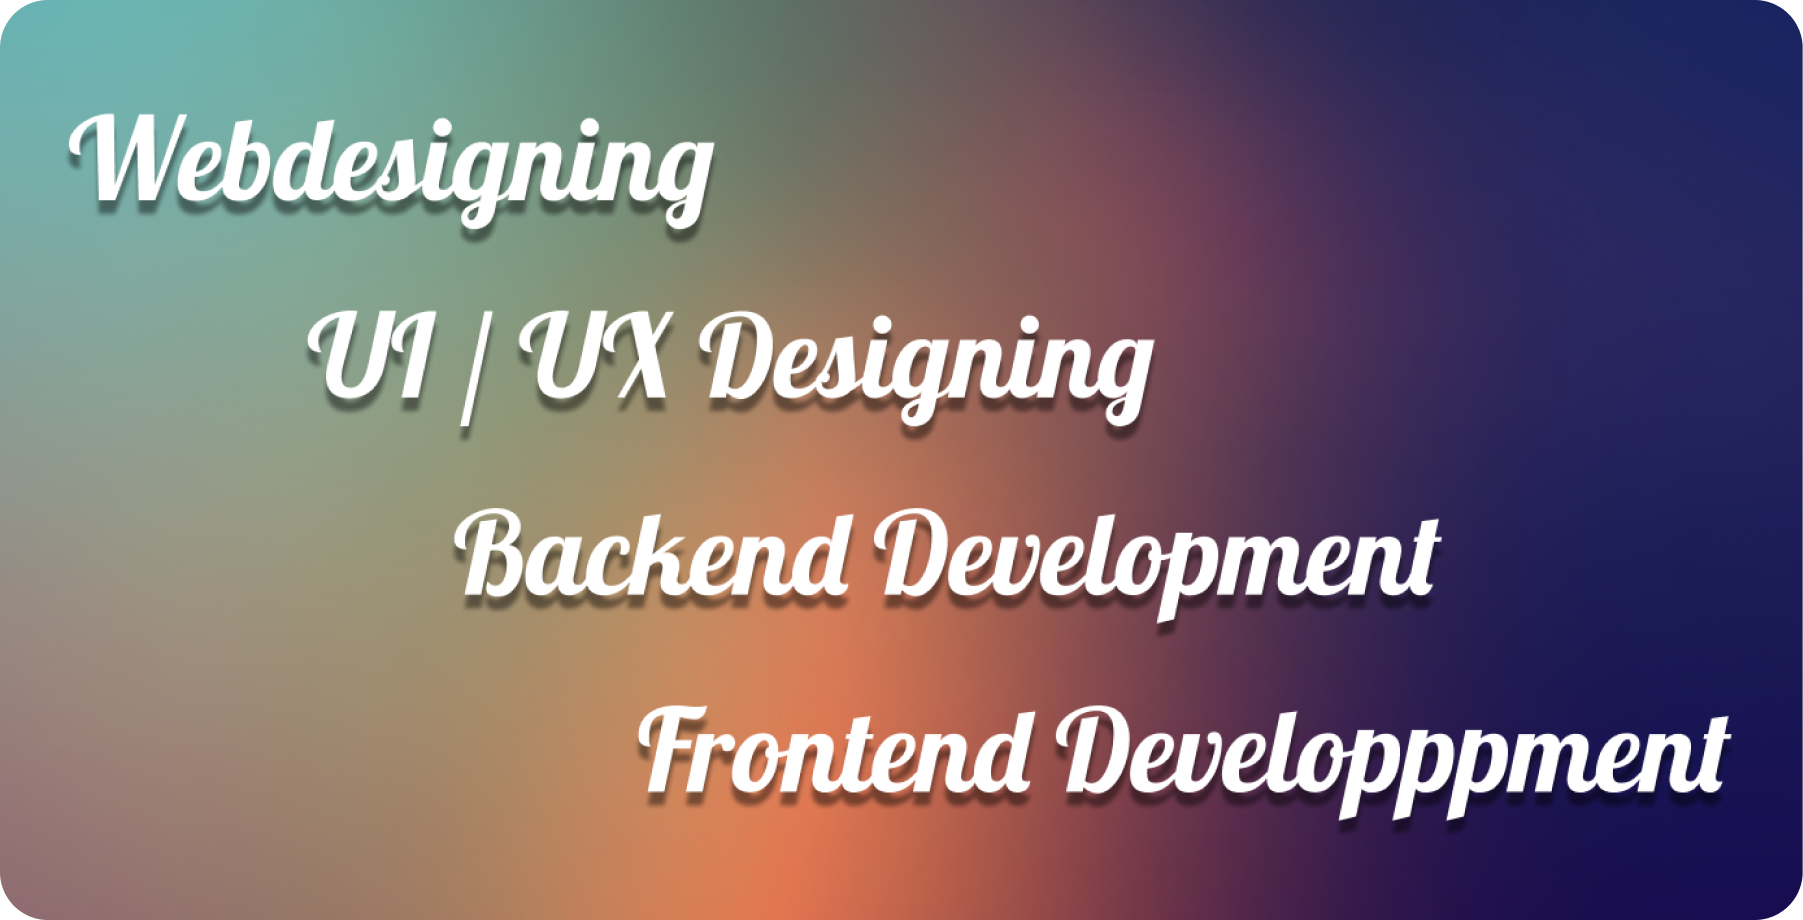 Webdesigning
UI / UX Designing
Backend Development
Frontend Developppment